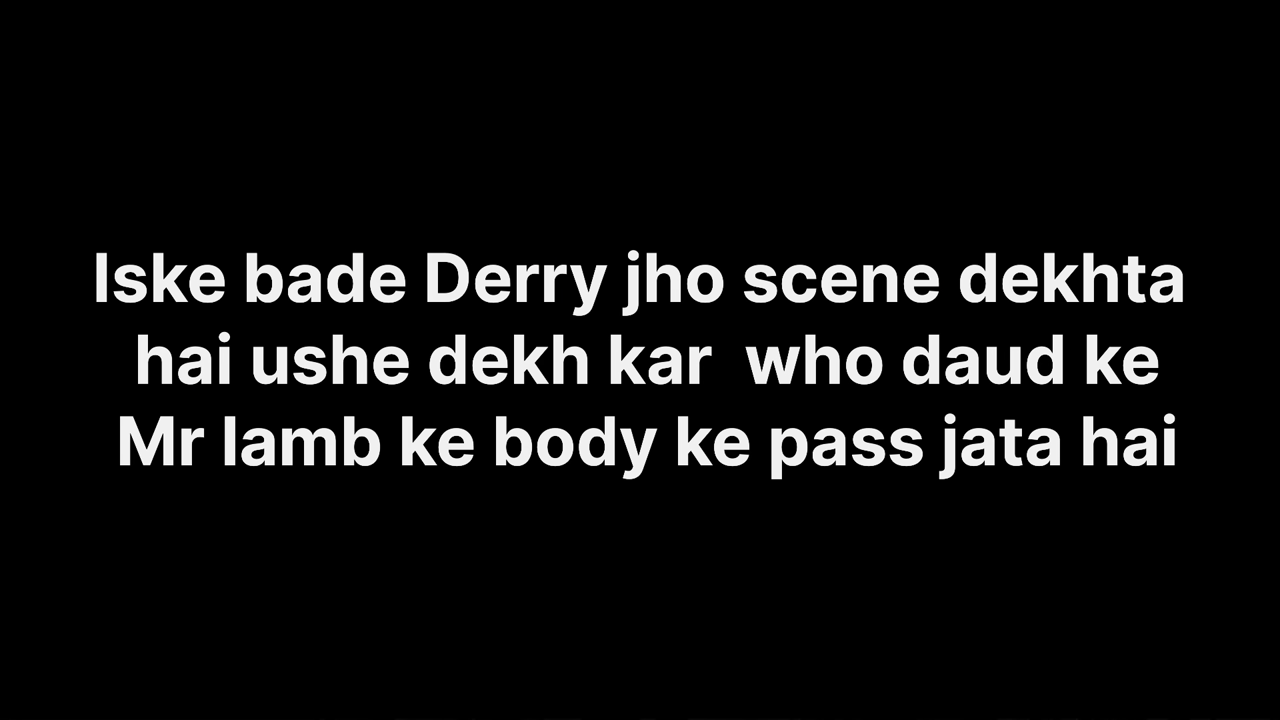 Iske bade Derry jho scene dekhta
hai ushe dekh kar  who daud ke
Mr lamb ke body ke pass jata hai